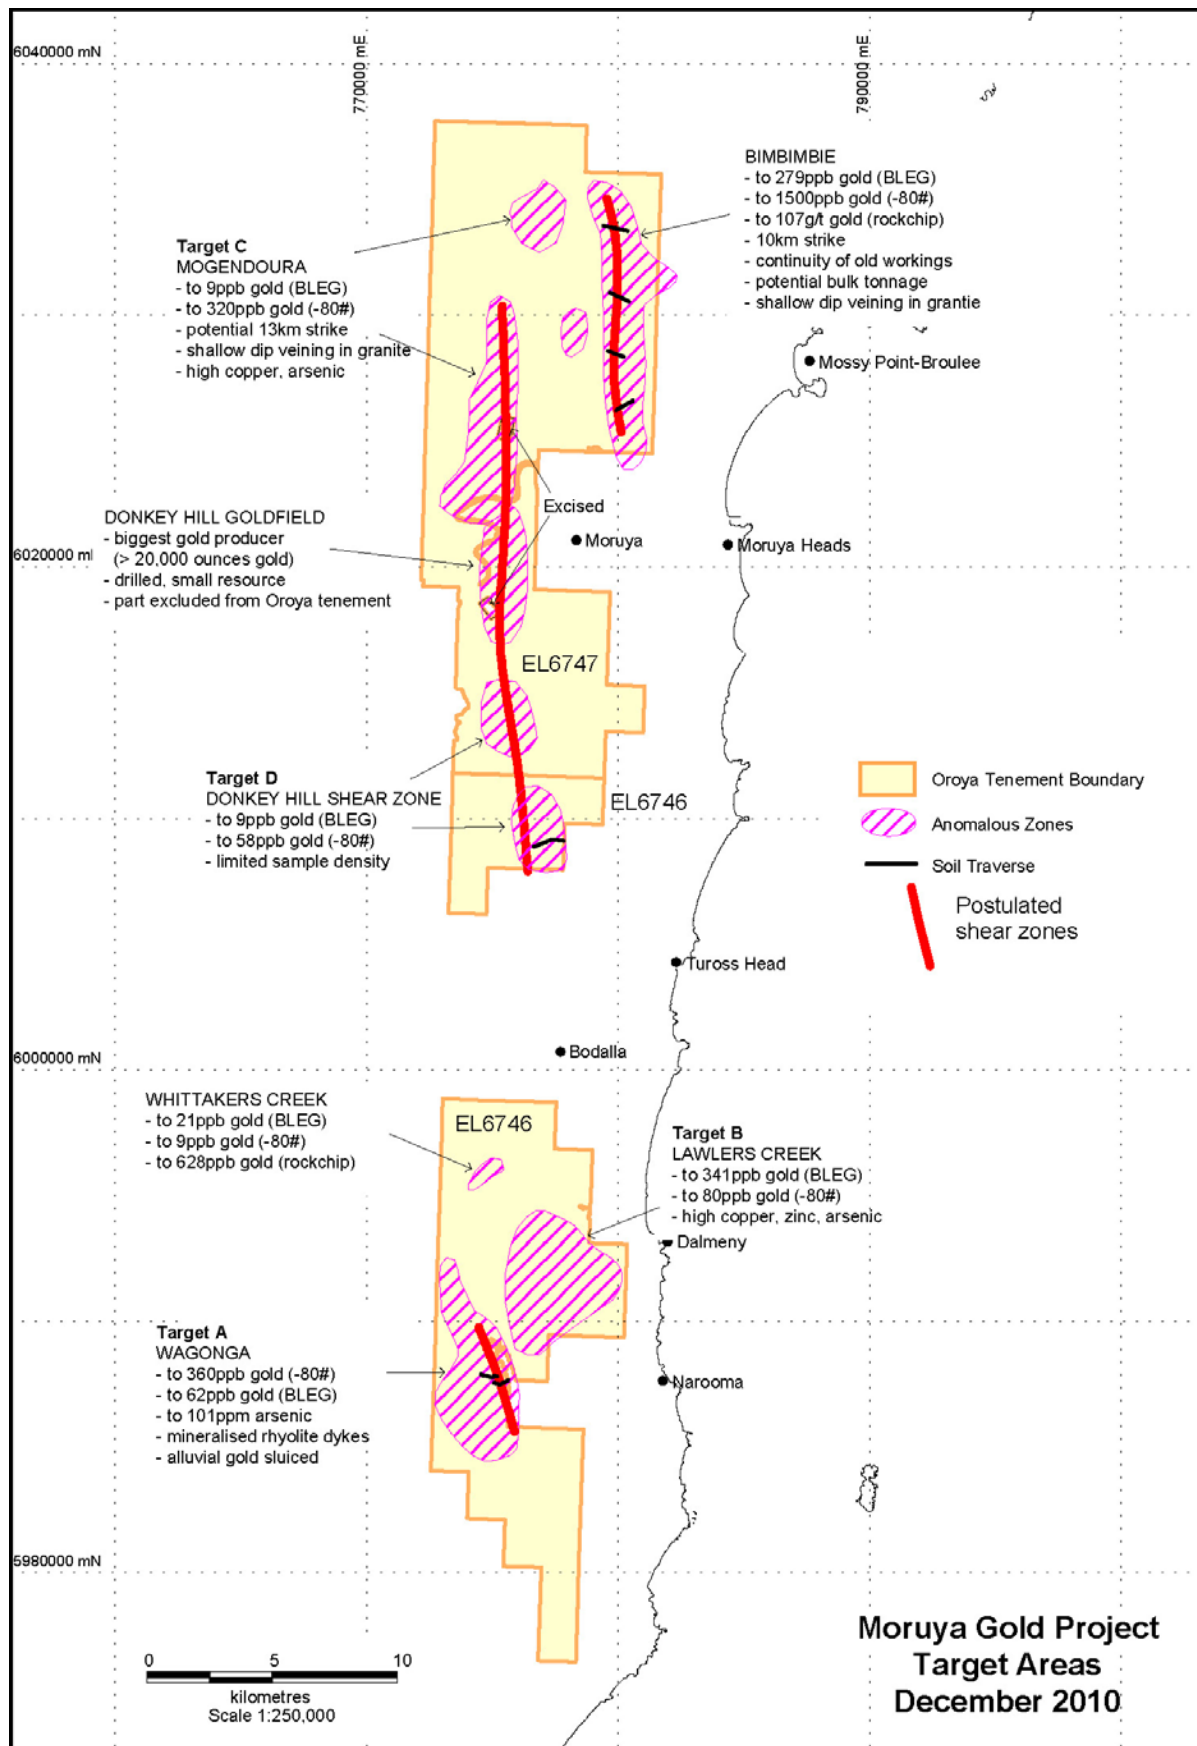 6040000 mN
770000 mE
790000 mE
BIMBIMBIE
- to 279ppb gold (BLEG)
- to 1500ppb gold (-80#)
- to 107g/t gold (rockchip)
- 10km strike
- continuity of old workings
- potential bulk tonnage
- shallow dip veining in grantie
Target C
MOGENDOURA
- to 9ppb gold (BLEG)
- to 320ppb gold (-80#)
- potential 13km strike
- shallow dip veining in granite
- high copper, arsenic
Mossy Point-Broulee
Excised
DONKEY HILL GOLDFIELD
- biggest gold producer
(> 20,000 ounces gold)
- drilled, small resource
- part excluded from Oroya tenement
Moruya
Moruya Heads
6020000 ml
EL6747
Target D
DONKEY HILL SHEAR ZONE
- to 9ppb gold (BLEG)
- to 58ppb gold (-80#)
- limited sample density
EL6746
Oroya Tenement Boundary
Anomalous Zones
Soil Traverse
Postulated
shear zones
Tuross Head
Bodalla
6000000 mN
WHITTAKERS CREEK
- to 21ppb gold (BLEG)
- to 9ppb gold (-80#)
- to 628ppb gold (rockchip)
EL6746
Target B
LAWLERS CREEK
- to 341ppb gold (BLEG)
- to 80ppb gold (-80#)
- high copper, zinc, arsenic
Dalmeny
Target A
WAGONGA
- to 360ppb gold (-80#)
- to 62ppb gold (BLEG)
- to 101ppm arsenic
- mineralised rhyolite dykes
- alluvial gold sluiced
Narooma
5980000 mN
0 5 10
kilometres
Scale 1:250,000
Moruya Gold Project
Target Areas
December 2010